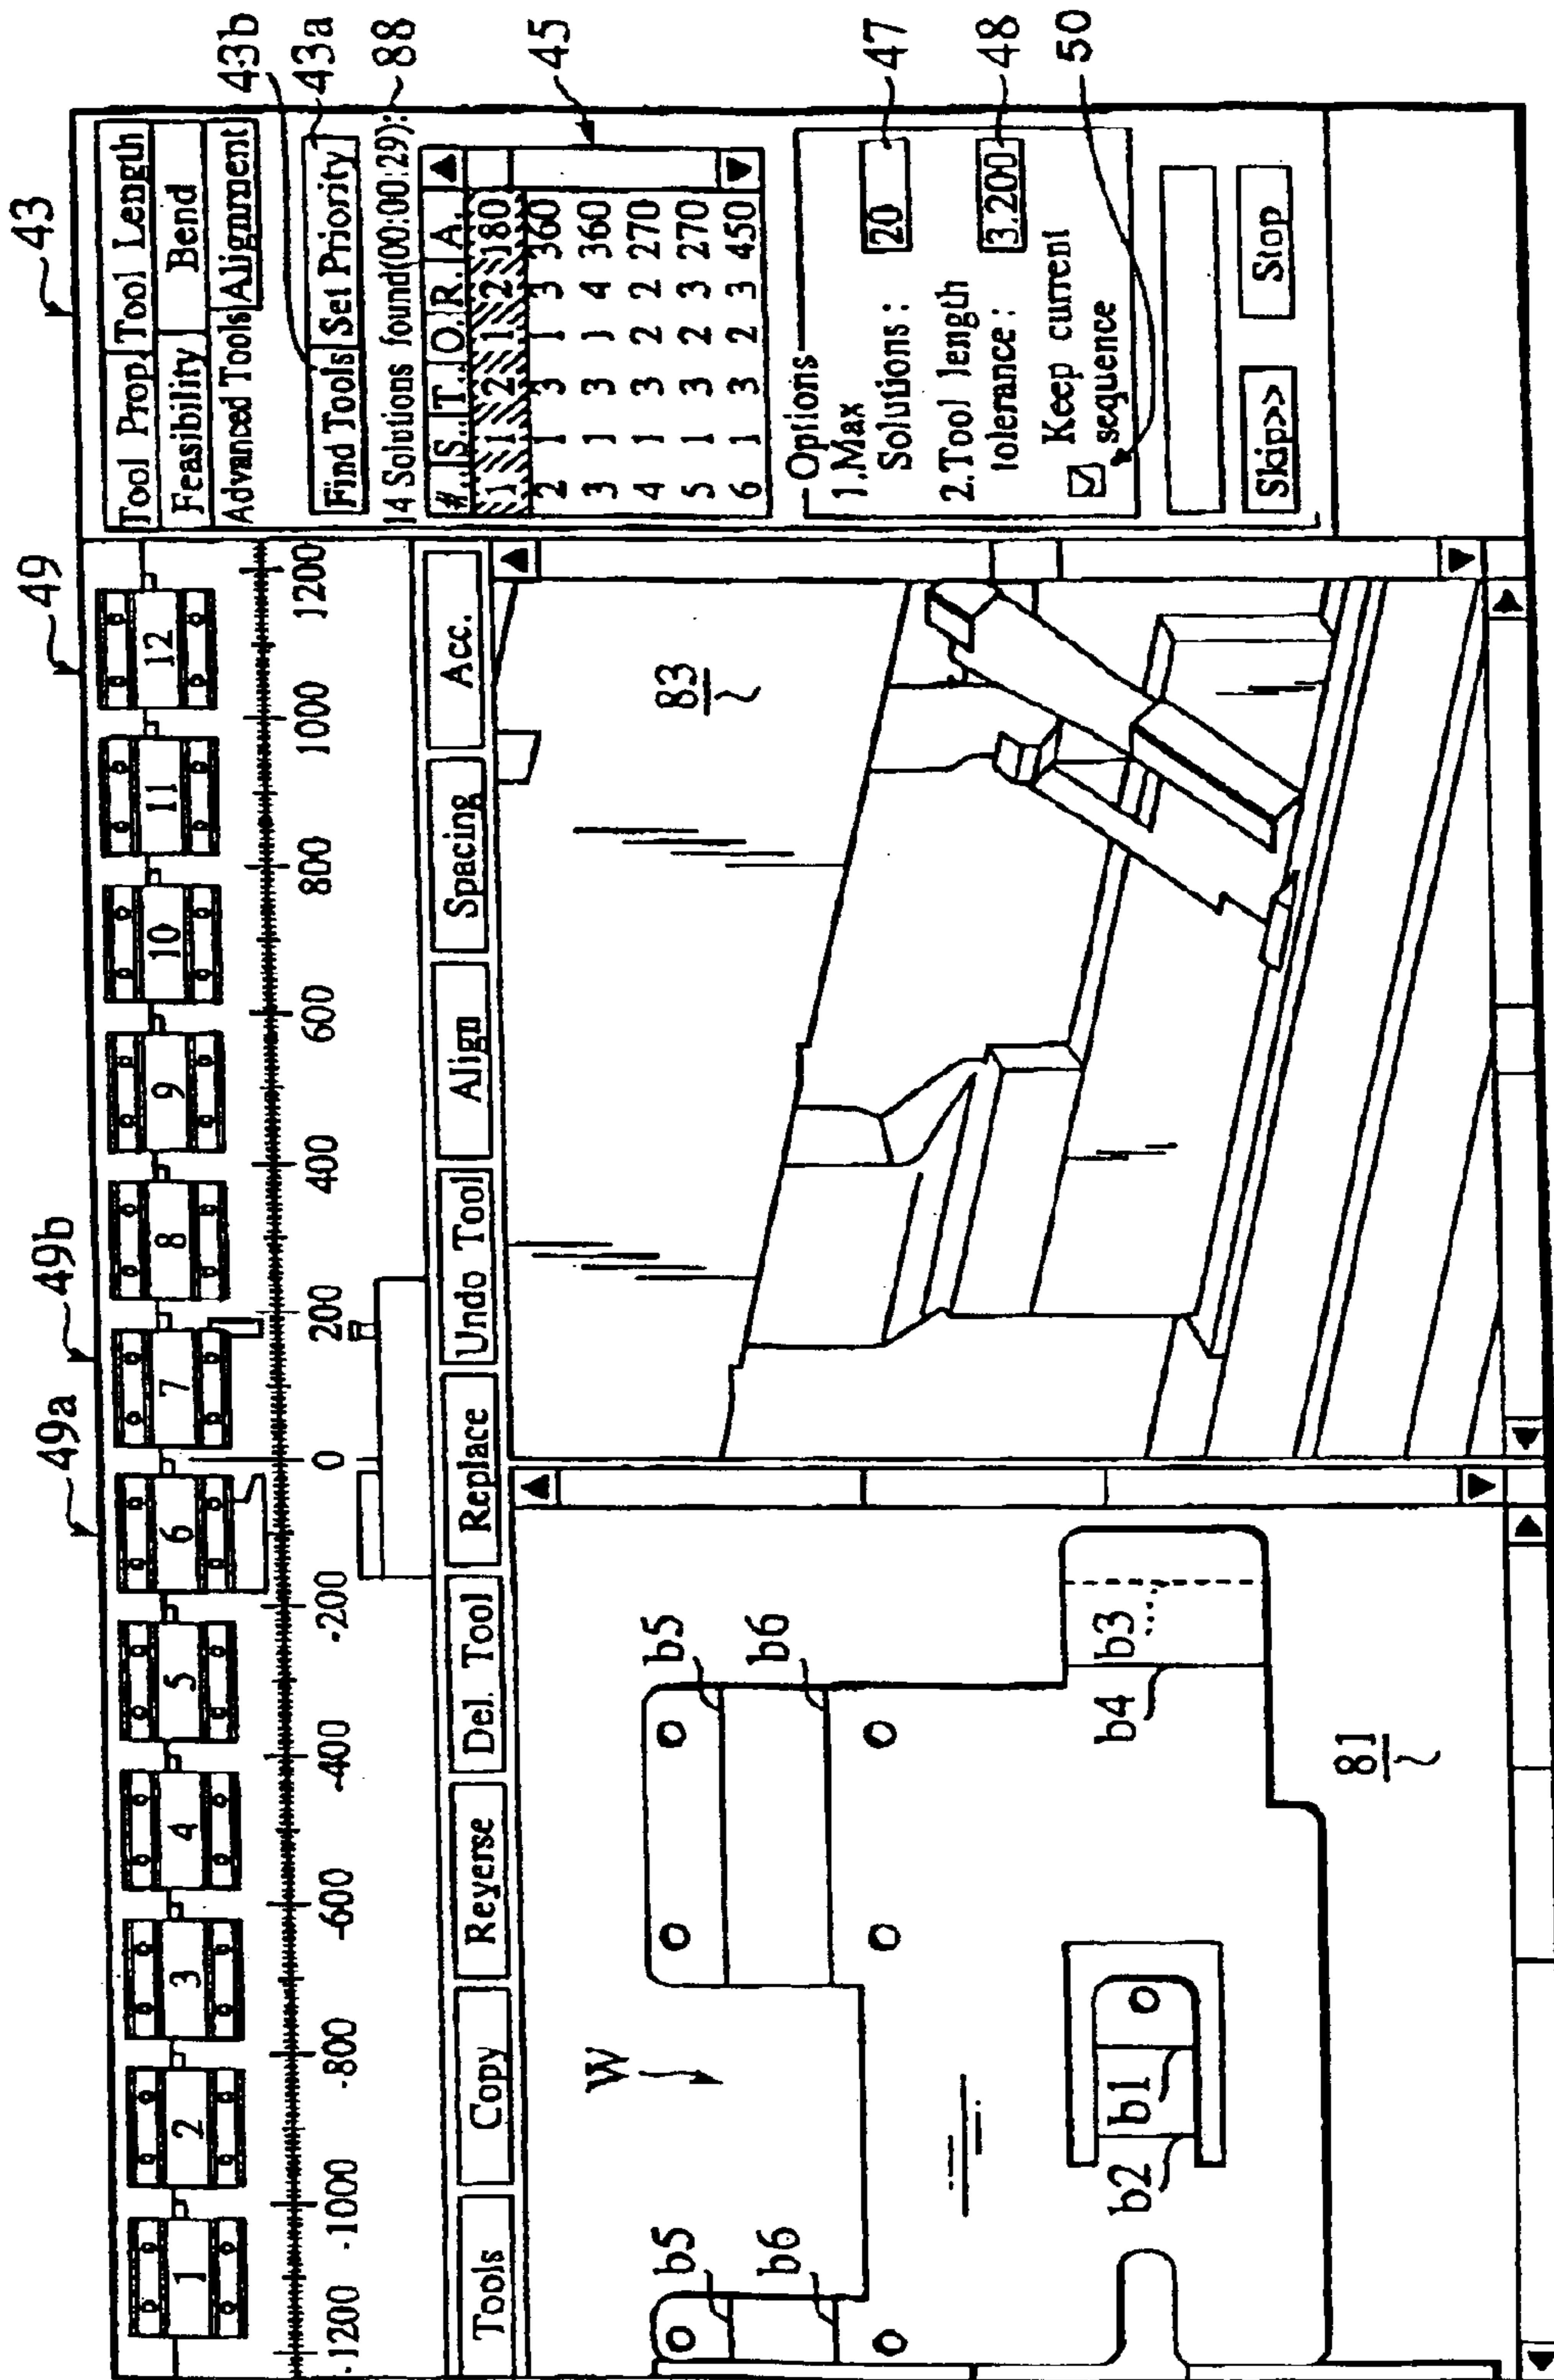 43
49
49b
49a
43b
43a
88
45
47
48
50
1 2 3 4 5 6 7 8 9 10 11 12
-1200 -1000 -800 -600 -400 -200 0 200 400 600 800 1000 1200
Tools Copy Reverse Del. Tool Replace Undo Tool Align Spacing Acc.
Tool Prop. Tool Length
Feasibility Bend
Advanced Tools Alignment
Find Tools Set Priority
14 Solutions found(00:00:29):
#.. S.. T.. O. R. A.
1 1 2 1 2 180
2 1 3 1 3 360
3 1 3 1 4 360
4 1 3 2 2 270
5 1 3 2 3 270
6 1 3 2 3 450
Options
1.Max
Solutions: 20
2.Tool length
tolerance: 3.200
Keep current
sequence
Skip>> Stop
W
b5
b6
b5
b6
b3
b4
b1
b2
81
83